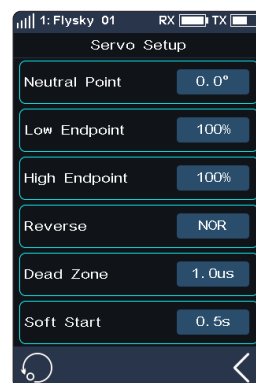 1: Flysky 01 RX TX
Servo Setup
Neutral Point 0.0°
Low Endpoint 100%
High Endpoint 100%
Reverse NOR
Dead Zone 1.0us
Soft Start 0.5s